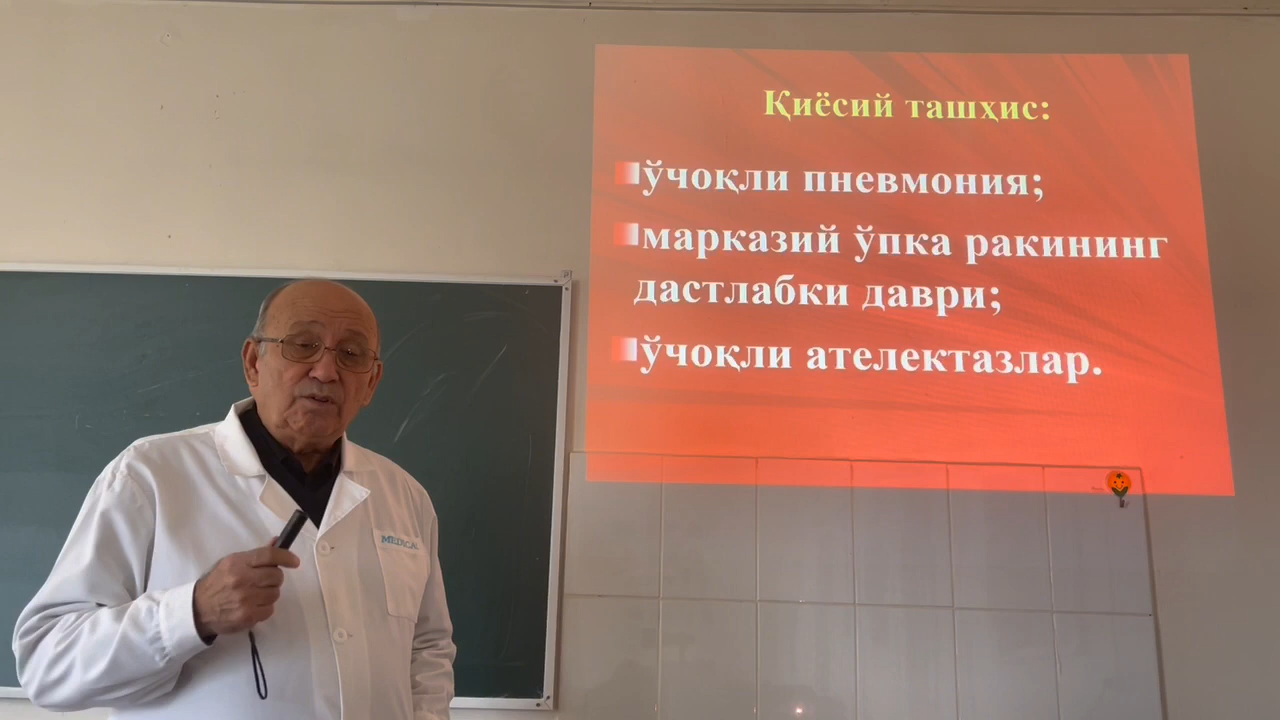 Қиёсий ташҳис:
ўчоқли пневмония;
марказий ўпка ракининг
дастлабки даври;
ўчоқли ателектазлар.
MEDICAL